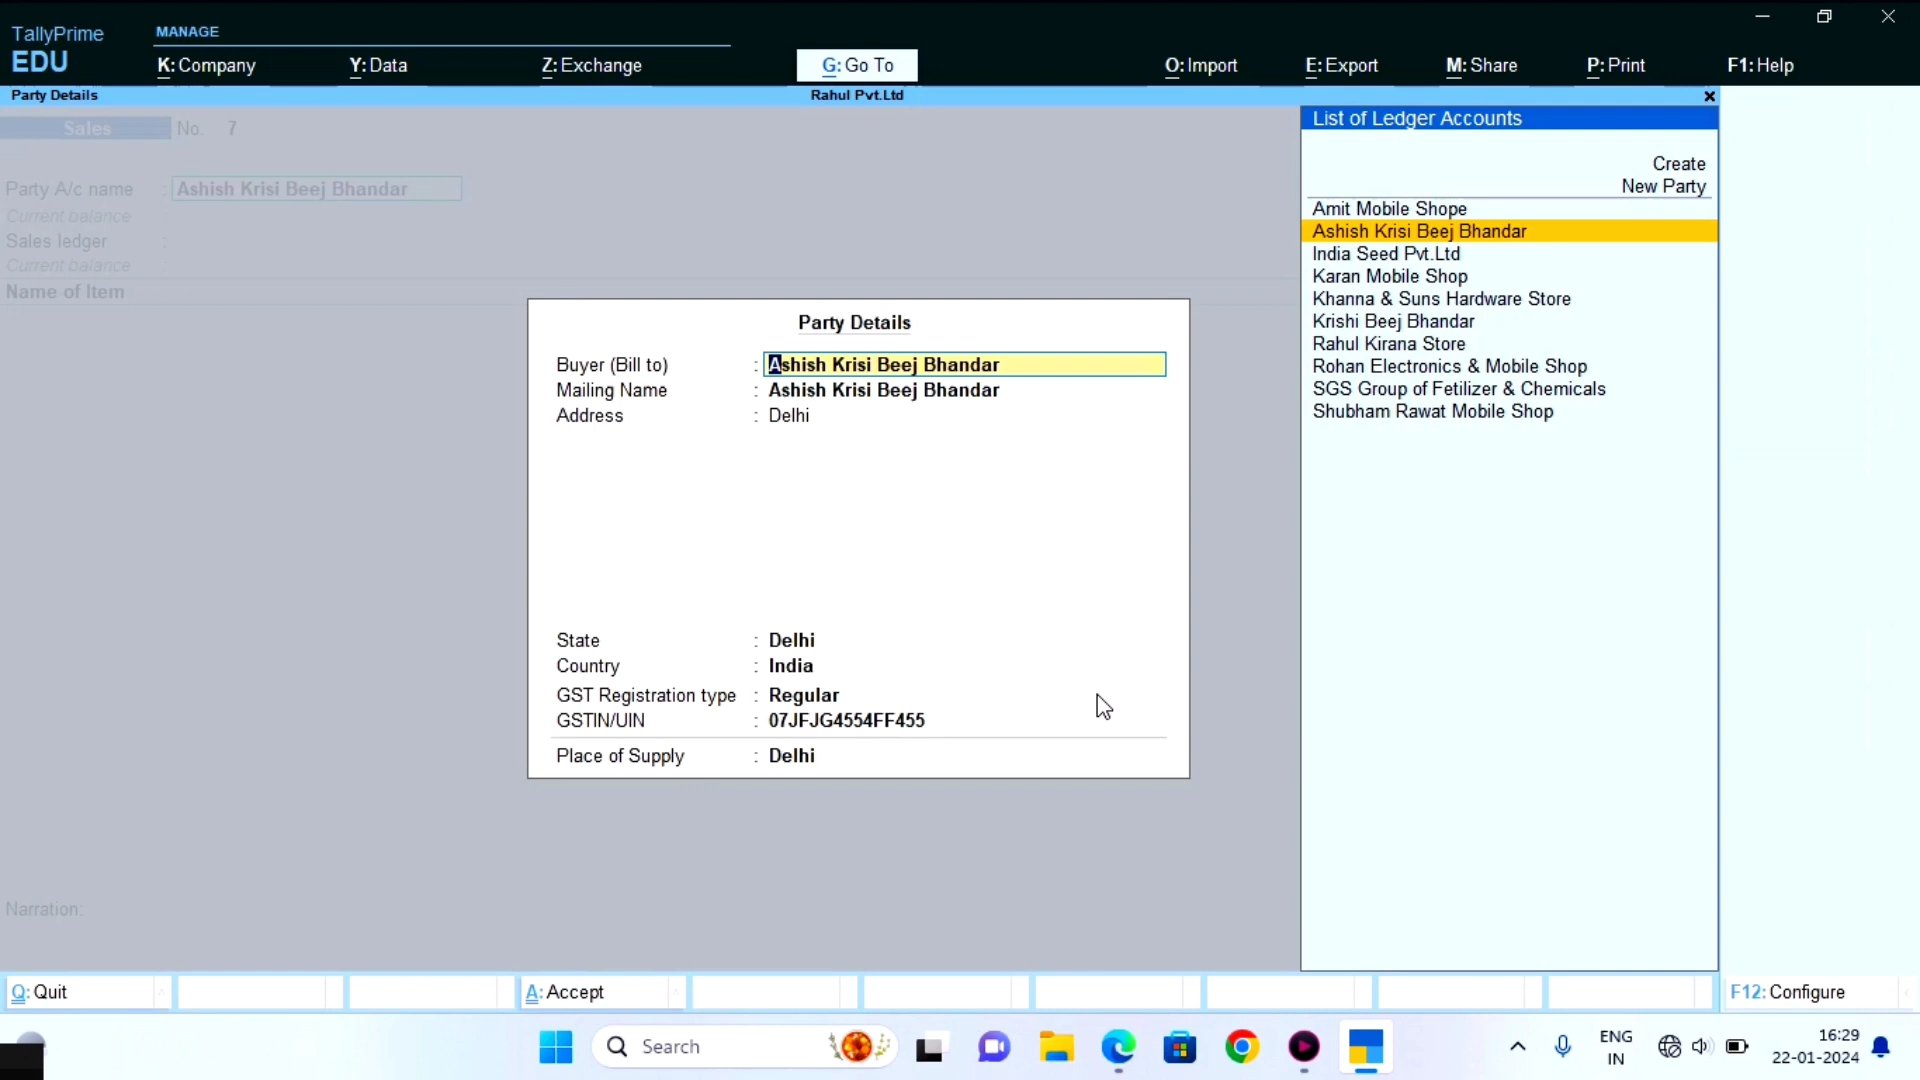 TallyPrime
EDU
MANAGE
K: Company
Y: Data
Z: Exchange
G: Go To
O: Import
E: Export
M: Share
P: Print
F1: Help
Party Details
Rahul Pvt.Ltd
Sales No. 7
Party A/c name : Ashish Krisi Beej Bhandar
Current balance :
Sales ledger :
Current balance :
Name of Item
Party Details
Buyer (Bill to) : Ashish Krisi Beej Bhandar
Mailing Name : Ashish Krisi Beej Bhandar
Address : Delhi
State : Delhi
Country : India
GST Registration type : Regular
GSTIN/UIN : 07JFJG4554FF455
Place of Supply : Delhi
Narration:
List of Ledger Accounts
Create
New Party
Amit Mobile Shope
Ashish Krisi Beej Bhandar
India Seed Pvt.Ltd
Karan Mobile Shop
Khanna & Suns Hardware Store
Krishi Beej Bhandar
Rahul Kirana Store
Rohan Electronics & Mobile Shop
SGS Group of Fetilizer & Chemicals
Shubham Rawat Mobile Shop
Q: Quit
A: Accept
F12: Configure
Search
ENG
IN
16:29
22-01-2024